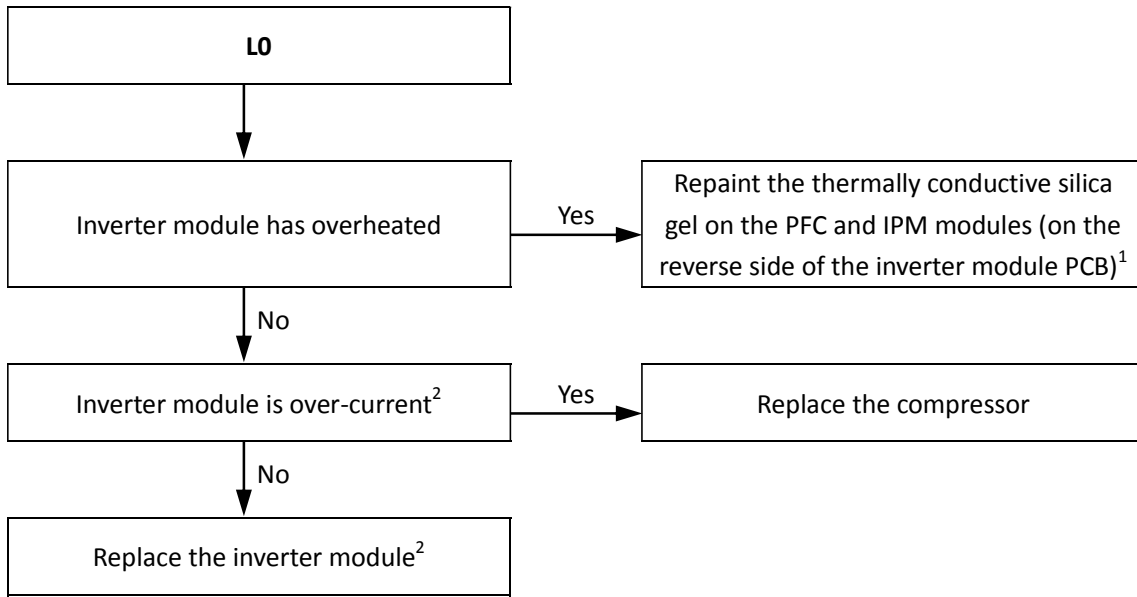 L0
Inverter module has overheated
Yes
Repaint the thermally conductive silica
gel on the PFC and IPM modules (on the
reverse side of the inverter module PCB)¹
No
Inverter module is over-current²
Yes
Replace the compressor
No
Replace the inverter module²